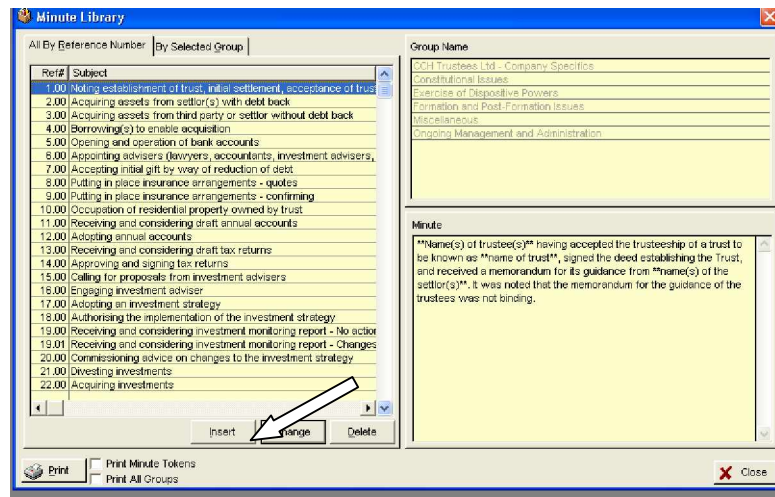 Minute Library
All By Reference Number By Selected Group
Ref# Subject
1.00 Noting establishment of trust, initial settlement, acceptance of trus
2.00 Acquiring assets from settlor(s) with debt back
3.00 Acquiring assets from third party or settlor without debt back
4.00 Borrowing(s) to enable acquisition
5.00 Opening and operation of bank accounts
6.00 Appointing advisers (lawyers, accountants, investment advisers,
7.00 Accepting initial gift by way of reduction of debt
8.00 Putting in place insurance arrangements - quotes
9.00 Putting in place insurance arrangements - confirming
10.00 Occupation of residential property owned by trust
11.00 Receiving and considering draft annual accounts
12.00 Adopting annual accounts
13.00 Receiving and considering draft tax returns
14.00 Approving and signing tax returns
15.00 Calling for proposals from investment advisers
16.00 Engaging investment adviser
17.00 Adopting an investment strategy
18.00 Authorising the implementation of the investment strategy
19.00 Receiving and considering investment monitoring report - No action
19.01 Receiving and considering investment monitoring report - Changes
20.00 Commissioning advice on changes to the investment strategy
21.00 Divesting investments
22.00 Acquiring investments
Insert Change Delete
Group Name
CCH Trustees Ltd - Company Specifics
Constitutional Issues
Exercise of Dispositive Powers
Formation and Post-Formation Issues
Miscellaneous
Ongoing Management and Administration
Minute
**Name(s) of trustee(s)** having accepted the trusteeship of a trust to
be known as **name of trust**, signed the deed establishing the Trust,
and received a memorandum for its guidance from **name(s) of the
settlor(s)**. It was noted that the memorandum for the guidance of the
trustees was not binding.
Print
Print Minute Tokens
Print All Groups
Close